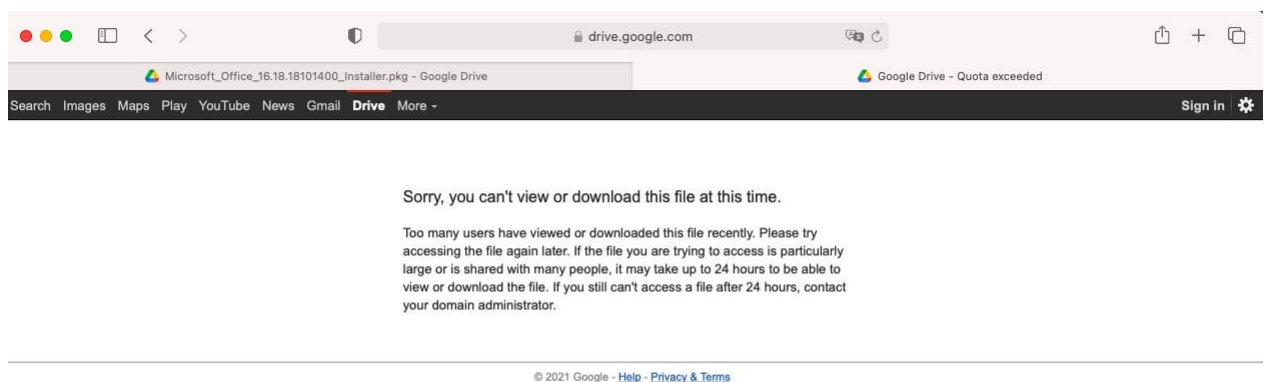 drive.google.com
Microsoft_Office_16.18.18101400_Installer.pkg - Google Drive
Google Drive - Quota exceeded
Search Images Maps Play YouTube News Gmail Drive More
Sign in
Sorry, you can't view or download this file at this time.
Too many users have viewed or downloaded this file recently. Please try
accessing the file again later. If the file you are trying to access is particularly
large or is shared with many people, it may take up to 24 hours to be able to
view or download the file. If you still can't access a file after 24 hours, contact
your domain administrator.
© 2021 Google - Help - Privacy & Terms